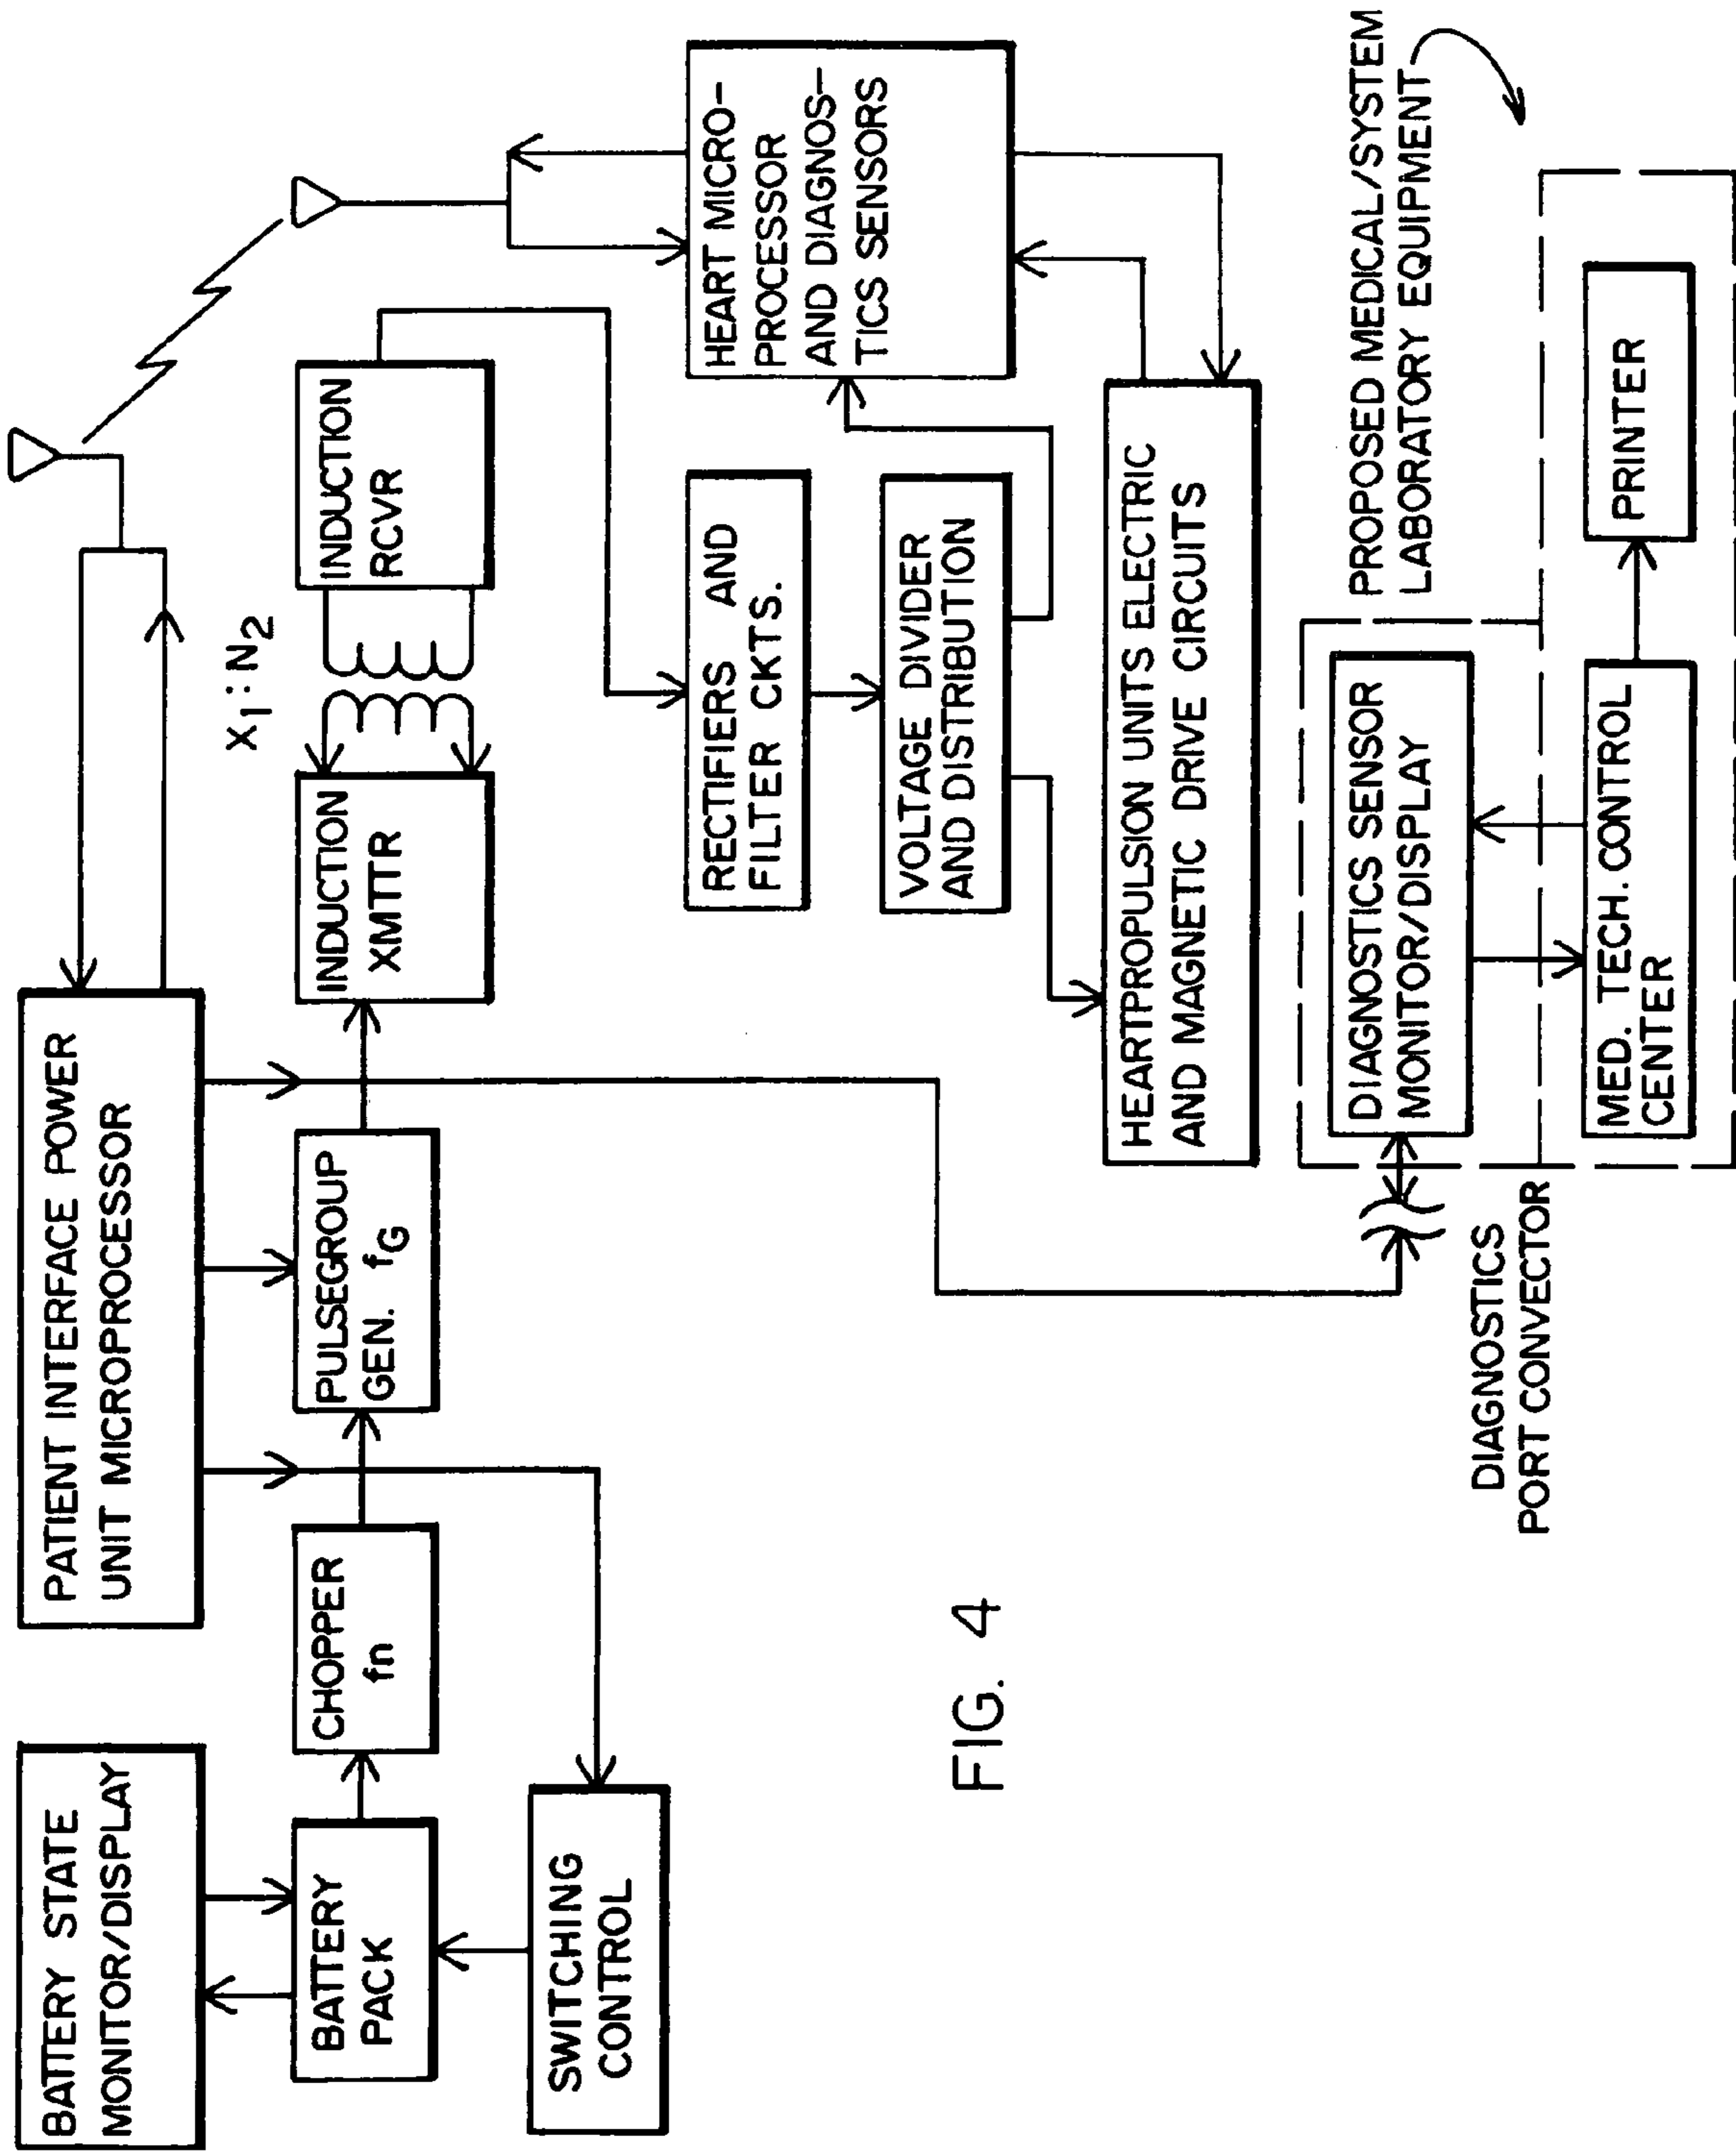 BATTERY STATE
MONITOR/DISPLAY
PATIENT INTERFACE POWER
UNIT MICROPROCESSOR
BATTERY
PACK
CHOPPER
fn
PULSEGROUP
GEN. fG
INDUCTION
XMTTR
X1:N2
INDUCTION
RCVR
SWITCHING
CONTROL
RECTIFIERS AND
FILTER CKTS.
HEART MICRO-
PROCESSOR
AND DIAGNOS-
TICS SENSORS
VOLTAGE DIVIDER
AND DISTRIBUTION
FIG. 4
HEARTPROPULSION UNITS ELECTRIC
AND MAGNETIC DRIVE CIRCUITS
PROPOSED MEDICAL/SYSTEM
LABORATORY EQUIPMENT
DIAGNOSTICS SENSOR
MONITOR/DISPLAY
DIAGNOSTICS
PORT CONVECTOR
MED. TECH. CONTROL
CENTER
PRINTER